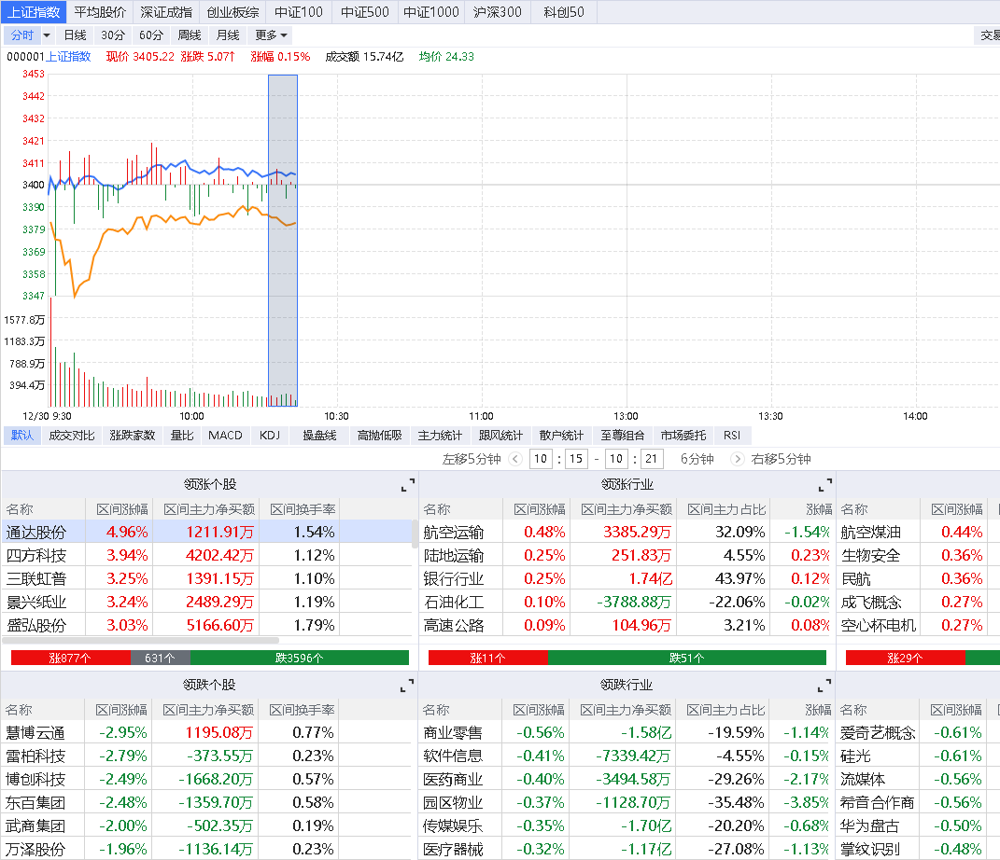 上证指数 平均股价 深证成指 创业板综 中证100 中证500 中证1000 沪深300 科创50
分时 日线 30分 60分 周线 月线 更多 交易
000001上证指数 现价 3405.22 涨跌 5.07↑ 涨幅 0.15% 成交额 15.74亿 均价 24.33
3453
3442
3432
3421
3411
3400
3390
3379
3369
3358
3347
1577.8万
1183.3万
788.9万
394.4万
12/30 9:30 10:00 10:30 11:00 13:00 13:30 14:00
默认 成交对比 涨跌家数 量比 MACD KDJ 操盘线 高抛低吸 主力统计 跟风统计 散户统计 至尊组合 市场委托 RSI
左移5分钟 10 : 15 - 10 : 21 6分钟 右移5分钟
领涨个股 领涨行业
名称 区间涨幅 区间主力净买额 区间换手率 名称 区间涨幅 区间主力净买额 区间主力占比 涨幅 名称 区间涨幅
通达股份 4.96% 1211.91万 1.54% 航空运输 0.48% 3385.29万 32.09% -1.54% 航空煤油 0.44%
四方科技 3.94% 4202.42万 1.12% 陆地运输 0.25% 251.83万 4.55% 0.23% 生物安全 0.36%
三联虹普 3.25% 1391.15万 1.10% 银行行业 0.25% 1.74亿 43.97% 0.12% 民航 0.36%
景兴纸业 3.24% 2489.29万 1.19% 石油化工 0.10% -3788.88万 -22.06% -0.02% 成飞概念 0.27%
盛弘股份 3.03% 5166.60万 1.79% 高速公路 0.09% 104.96万 3.21% 0.08% 空心杯电机 0.27%
涨877个 631个 跌3596个 涨11个 跌51个 涨29个
领跌个股 领跌行业
名称 区间涨幅 区间主力净买额 区间换手率 名称 区间涨幅 区间主力净买额 区间主力占比 涨幅 名称 区间涨幅
慧博云通 -2.95% 1195.08万 0.77% 商业零售 -0.56% -1.58亿 -19.59% -1.14% 爱奇艺概念 -0.61%
雷柏科技 -2.79% -373.55万 0.23% 软件信息 -0.41% -7339.42万 -4.55% -0.15% 硅光 -0.61%
博创科技 -2.49% -1668.20万 0.57% 医药商业 -0.40% -3494.58万 -29.26% -2.17% 流媒体 -0.56%
东百集团 -2.48% -1359.70万 0.58% 园区物业 -0.37% -1128.70万 -35.48% -3.85% 希音合作商 -0.56%
武商集团 -2.00% -502.35万 0.19% 传媒娱乐 -0.35% -1.70亿 -20.20% -0.68% 华为盘古 -0.50%
万泽股份 -1.96% -1136.14万 0.23% 医疗器械 -0.32% -1.17亿 -27.08% -1.13% 掌纹识别 -0.48%